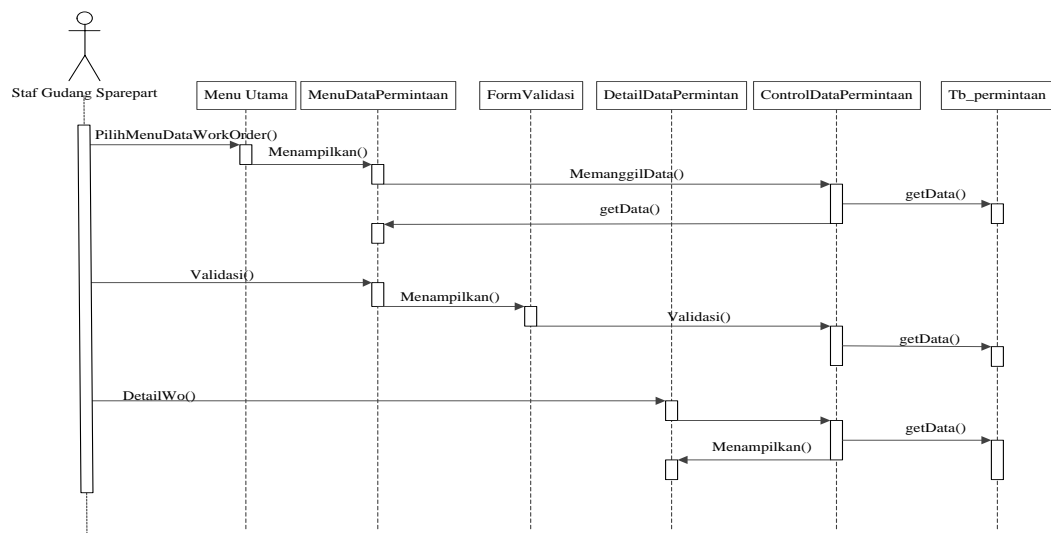 Staf Gudang Sparepart
Menu Utama
MenuDataPermintaan
FormValidasi
DetailDataPermintan
ControlDataPermintaan
Tb_permintaan
PilihMenuDataWorkOrder()
Menampilkan()
MemanggilData()
getData()
getData()
Validasi()
Menampilkan()
Validasi()
getData()
DetailWo()
getData()
Menampilkan()